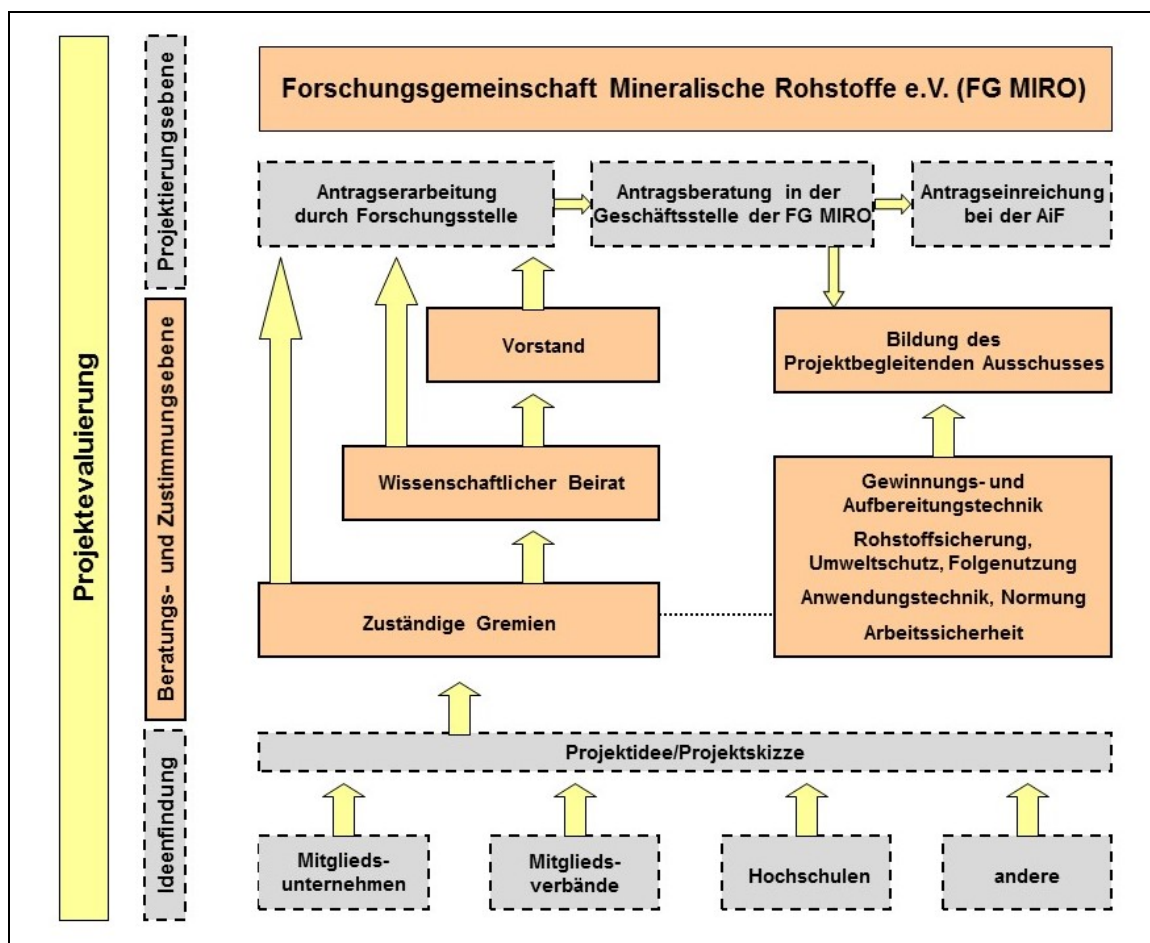 Projektevaluierung
Projektierungsebene
Beratungs- und Zustimmungsebene
Ideenfindung
Forschungsgemeinschaft Mineralische Rohstoffe e.V. (FG MIRO)
Antragserarbeitung
durch Forschungsstelle
Antragsberatung in der
Geschäftsstelle der FG MIRO
Antragseinreichung
bei der AiF
Vorstand
Bildung des
Projektbegleitenden Ausschusses
Wissenschaftlicher Beirat
Gewinnungs- und
Aufbereitungstechnik
Rohstoffsicherung,
Umweltschutz, Folgenutzung
Anwendungstechnik, Normung
Arbeitssicherheit
Zuständige Gremien
Projektidee/Projektskizze
Mitglieds-
unternehmen
Mitglieds-
verbände
Hochschulen
andere